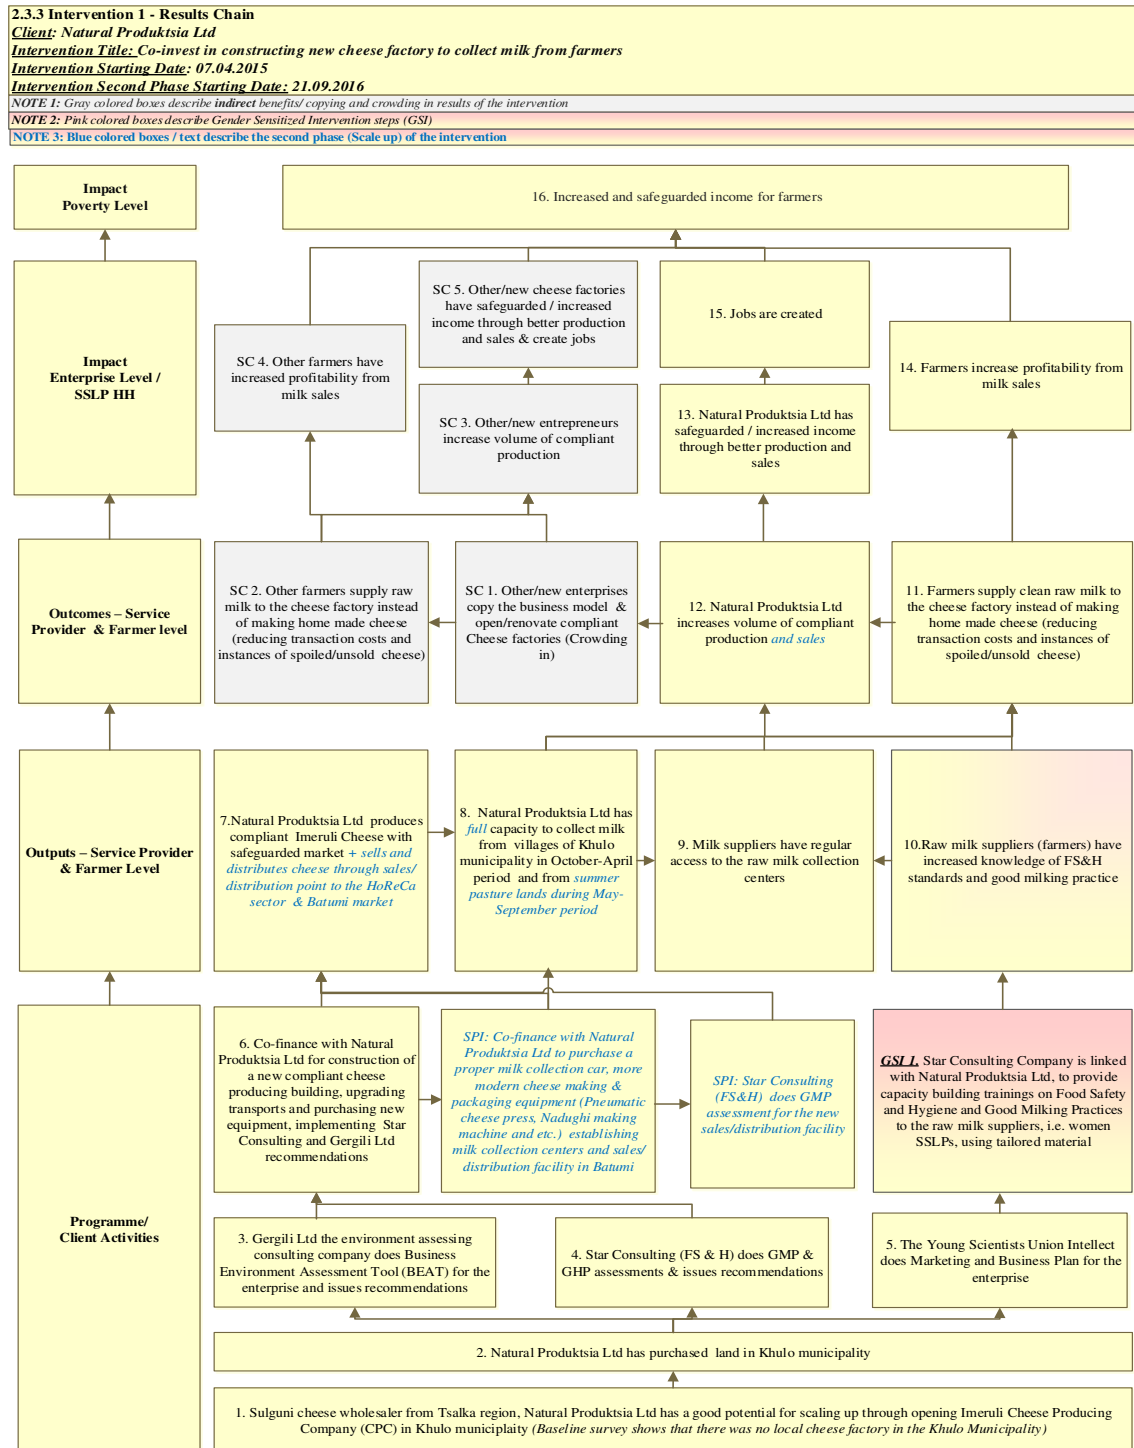 2.3.3 Intervention 1 - Results Chain
Client: Natural Produktsia Ltd
Intervention Title: Co-invest in constructing new cheese factory to collect milk from farmers
Intervention Starting Date: 07.04.2015
Intervention Second Phase Starting Date: 21.09.2016
NOTE 1: Gray colored boxes describe indirect benefits/ copying and crowding in results of the intervention
NOTE 2: Pink colored boxes describe Gender Sensitized Intervention steps (GSI)
NOTE 3: Blue colored boxes / text describe the second phase (Scale up) of the intervention
Impact
Poverty Level
16. Increased and safeguarded income for farmers
Impact
Enterprise Level /
SSLP HH
SC 4. Other farmers have
increased profitability from
milk sales
SC 5. Other/new cheese factories
have safeguarded / increased
income through better production
and sales & create jobs
15. Jobs are created
14. Farmers increase profitability from
milk sales
SC 3. Other/new entrepreneurs
increase volume of compliant
production
13. Natural Produktsia Ltd has
safeguarded / increased income
through better production and
sales
Outcomes – Service
Provider & Farmer level
SC 2. Other farmers supply raw
milk to the cheese factory instead
of making home made cheese
(reducing transaction costs and
instances of spoiled/unsold cheese)
SC 1. Other/new enterprises
copy the business model &
open/renovate compliant
Cheese factories (Crowding
in)
12. Natural Produktsia Ltd
increases volume of compliant
production and sales
11. Farmers supply clean raw milk to
the cheese factory instead of making
home made cheese (reducing
transaction costs and instances of
spoiled/unsold cheese)
Outputs – Service Provider
& Farmer Level
7.Natural Produktsia Ltd produces
compliant Imeruli Cheese with
safeguarded market + sells and
distributes cheese through sales/
distribution point to the HoReCa
sector & Batumi market
8. Natural Produktsia Ltd has
full capacity to collect milk
from villages of Khulo
municipality in October-April
period and from summer
pasture lands during May-
September period
9. Milk suppliers have regular
access to the raw milk collection
centers
10.Raw milk suppliers (farmers) have
increased knowledge of FS&H
standards and good milking practice
Programme/
Client Activities
6. Co-finance with Natural
Produktsia Ltd for construction of
a new compliant cheese
producing building, upgrading
transports and purchasing new
equipment, implementing Star
Consulting and Gergili Ltd
recommendations
SPI: Co-finance with Natural
Produktsia Ltd to purchase a
proper milk collection car, more
modern cheese making &
packaging equipment (Pneumatic
cheese press, Nadughi making
machine and etc.) establishing
milk collection centers and sales/
distribution facility in Batumi
SPI: Star Consulting
(FS&H) does GMP
assessment for the new
sales/distribution facility
GSI 1. Star Consulting Company is linked
with Natural Produktsia Ltd, to provide
capacity building trainings on Food Safety
and Hygiene and Good Milking Practices
to the raw milk suppliers, i.e. women
SSLPs, using tailored material
3. Gergili Ltd the environment assessing
consulting company does Business
Environment Assessment Tool (BEAT) for the
enterprise and issues recommendations
4. Star Consulting (FS & H) does GMP &
GHP assessments & issues recommendations
5. The Young Scientists Union Intellect
does Marketing and Business Plan for the
enterprise
2. Natural Produktsia Ltd has purchased land in Khulo municipality
1. Sulguni cheese wholesaler from Tsalka region, Natural Produktsia Ltd has a good potential for scaling up through opening Imeruli Cheese Producing
Company (CPC) in Khulo municiplaity (Baseline survey shows that there was no local cheese factory in the Khulo Municipality)